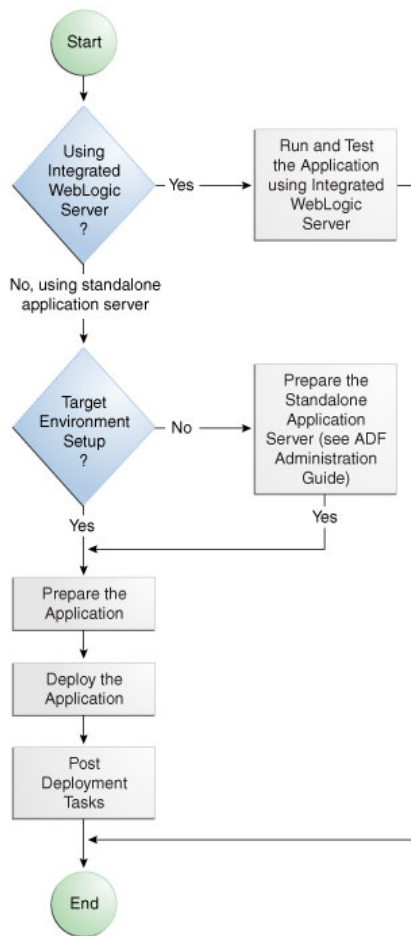 Start
Using
Integrated
WebLogic
Server
?
Yes
Run and Test
the Application
using Integrated
WebLogic
Server
No, using standalone
application server
Target
Environment
Setup
?
No
Prepare the
Standalone
Application
Server (see ADF
Administration
Guide)
Yes
Yes
Prepare the
Application
Deploy the
Application
Post
Deployment
Tasks
End